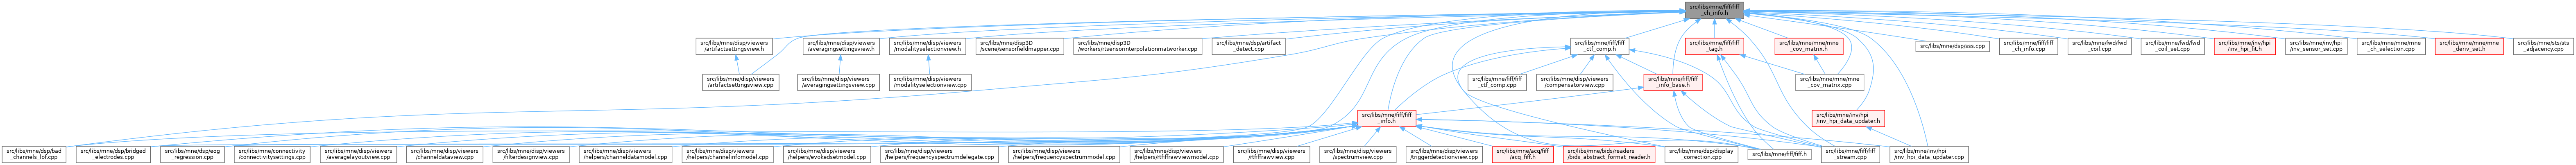 src/libs/mne/fiff/fiff
_ch_info.h
src/libs/mne/disp/viewers
/artifactsettingsview.h
src/libs/mne/disp/viewers
/averagingsettingsview.h
src/libs/mne/disp/viewers
/modalityselectionview.h
src/libs/mne/disp3D
/scene/sensorfieldmapper.cpp
src/libs/mne/disp3D
/workers/rtsensorinterpolationmatworker.cpp
src/libs/mne/dsp/artifact
_detect.cpp
src/libs/mne/fiff/fiff
_ctf_comp.h
src/libs/mne/fiff/fiff
_tag.h
src/libs/mne/mne/mne
_cov_matrix.h
src/libs/mne/dsp/sss.cpp
src/libs/mne/fiff/fiff
_ch_info.cpp
src/libs/mne/fwd/fwd
_coil.cpp
src/libs/mne/fwd/fwd
_coil_set.cpp
src/libs/mne/inv/hpi
/inv_hpi_fit.h
src/libs/mne/inv/hpi
/inv_sensor_set.cpp
src/libs/mne/mne/mne
_ch_selection.cpp
src/libs/mne/mne/mne
_deriv_set.h
src/libs/mne/sts/sts
_adjacency.cpp
src/libs/mne/disp/viewers
/artifactsettingsview.cpp
src/libs/mne/disp/viewers
/averagingsettingsview.cpp
src/libs/mne/disp/viewers
/modalityselectionview.cpp
src/libs/mne/fiff/fiff
_ctf_comp.cpp
src/libs/mne/disp/viewers
/compensatorview.cpp
src/libs/mne/fiff/fiff
_info_base.h
src/libs/mne/mne/mne
_cov_matrix.cpp
src/libs/mne/fiff/fiff
_info.h
src/libs/mne/inv/hpi
/inv_hpi_data_updater.h
src/libs/mne/dsp/bad
_channels_lof.cpp
src/libs/mne/dsp/bridged
_electrodes.cpp
src/libs/mne/dsp/eog
_regression.cpp
src/libs/mne/connectivity
/connectivitysettings.cpp
src/libs/mne/disp/viewers
/averagelayoutview.cpp
src/libs/mne/disp/viewers
/channeldataview.cpp
src/libs/mne/disp/viewers
/filterdesignview.cpp
src/libs/mne/disp/viewers
/helpers/channeldatamodel.cpp
src/libs/mne/disp/viewers
/helpers/channelinfomodel.cpp
src/libs/mne/disp/viewers
/helpers/evokedsetmodel.cpp
src/libs/mne/disp/viewers
/helpers/frequencyspectrumdelegate.cpp
src/libs/mne/disp/viewers
/helpers/frequencyspectrummodel.cpp
src/libs/mne/disp/viewers
/helpers/rtfiffrawviewmodel.cpp
src/libs/mne/disp/viewers
/rtfiffrawview.cpp
src/libs/mne/disp/viewers
/spectrumview.cpp
src/libs/mne/disp/viewers
/triggerdetectionview.cpp
src/libs/mne/acq/fiff
/acq_fiff.h
src/libs/mne/bids/readers
/bids_abstract_format_reader.h
src/libs/mne/dsp/display
_correction.cpp
src/libs/mne/fiff/fiff.h
src/libs/mne/fiff/fiff
_stream.cpp
src/libs/mne/inv/hpi
/inv_hpi_data_updater.cpp